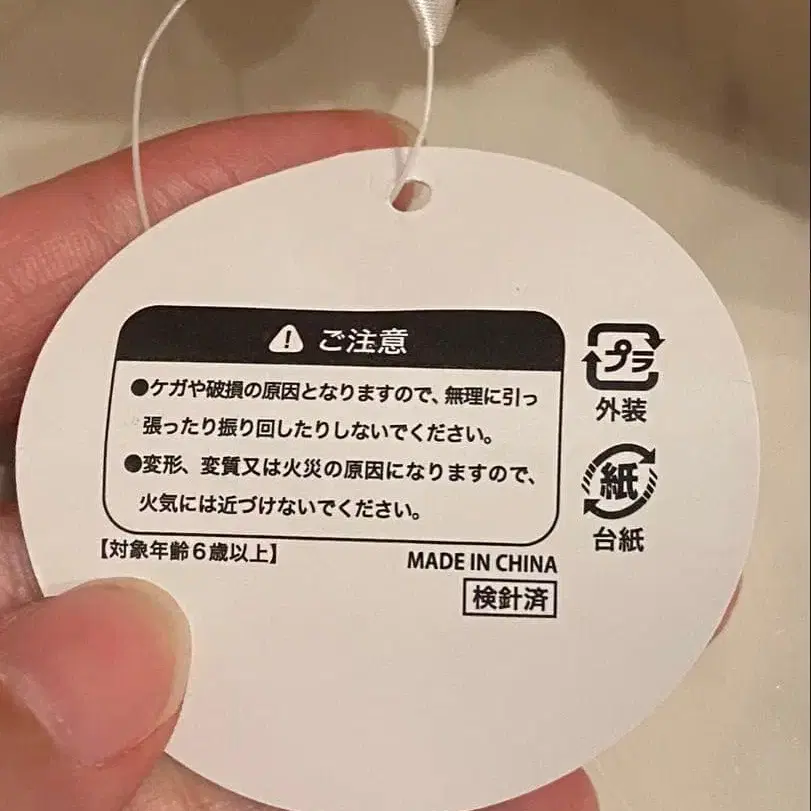 ご注意
●ケガや破損の原因となりますので、無理に引っ
張ったり振り回したりしないでください。
●変形、変質又は火災の原因になりますので、
火気には近づけないでください。
【対象年齢6歳以上】
MADE IN CHINA
検針済
プラ
外装
紙
台紙